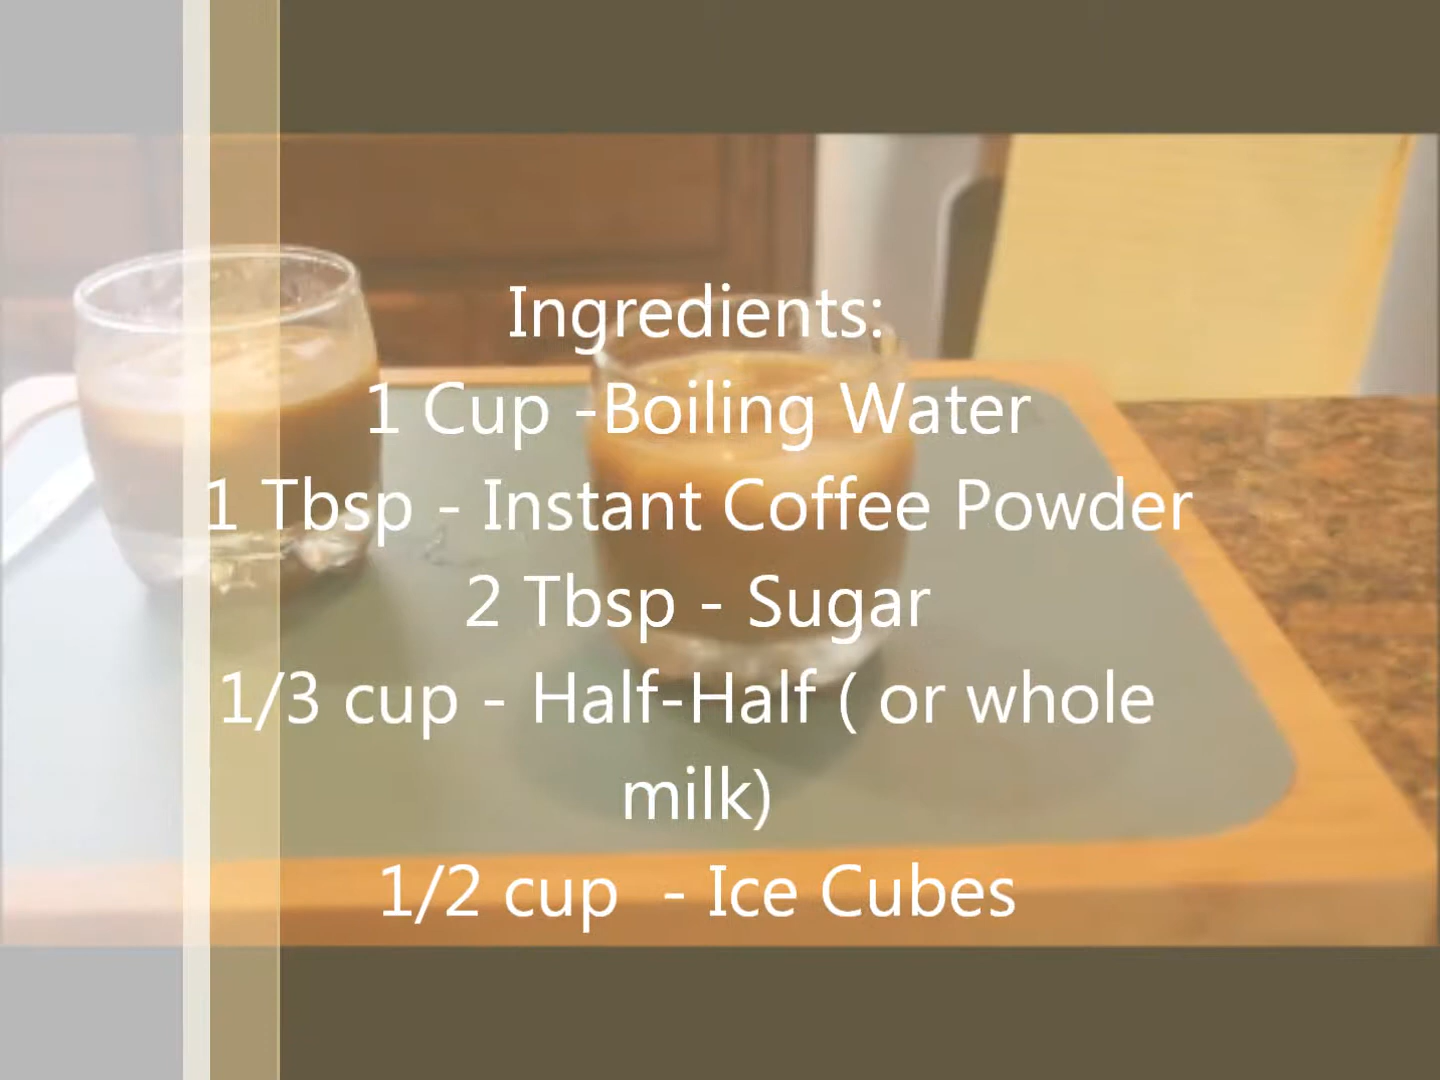 Ingredients:
1 Cup -Boiling Water
1 Tbsp - Instant Coffee Powder
2 Tbsp - Sugar
1/3 cup - Half-Half ( or whole
milk)
1/2 cup  - Ice Cubes